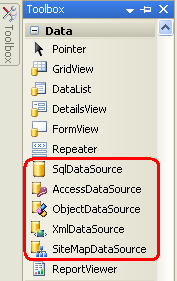 Toolbox
Toolbox
Data
Pointer
GridView
DataList
DetailsView
FormView
Repeater
SqlDataSource
AccessDataSource
ObjectDataSource
XmlDataSource
SiteMapDataSource
ReportViewer